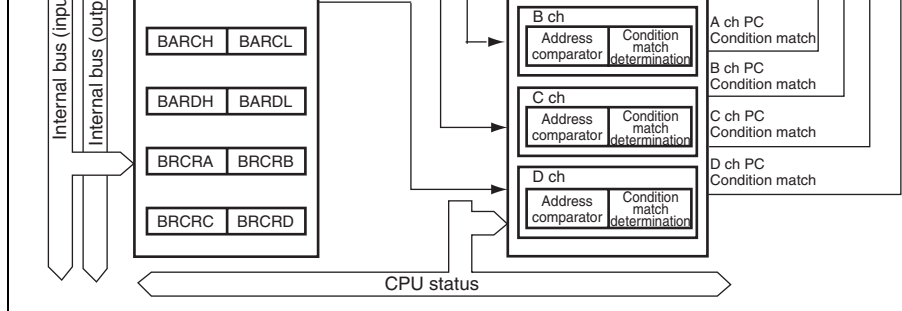 Internal bus (inpu
Internal bus (outp
BARCH BARCL
BARDH BARDL
BRCRA BRCRB
BRCRC BRCRD
B ch
Address
comparator
Condition
match
determination
C ch
Address
comparator
Condition
match
determination
D ch
Address
comparator
Condition
match
determination
A ch PC
Condition match
B ch PC
Condition match
C ch PC
Condition match
D ch PC
Condition match
CPU status